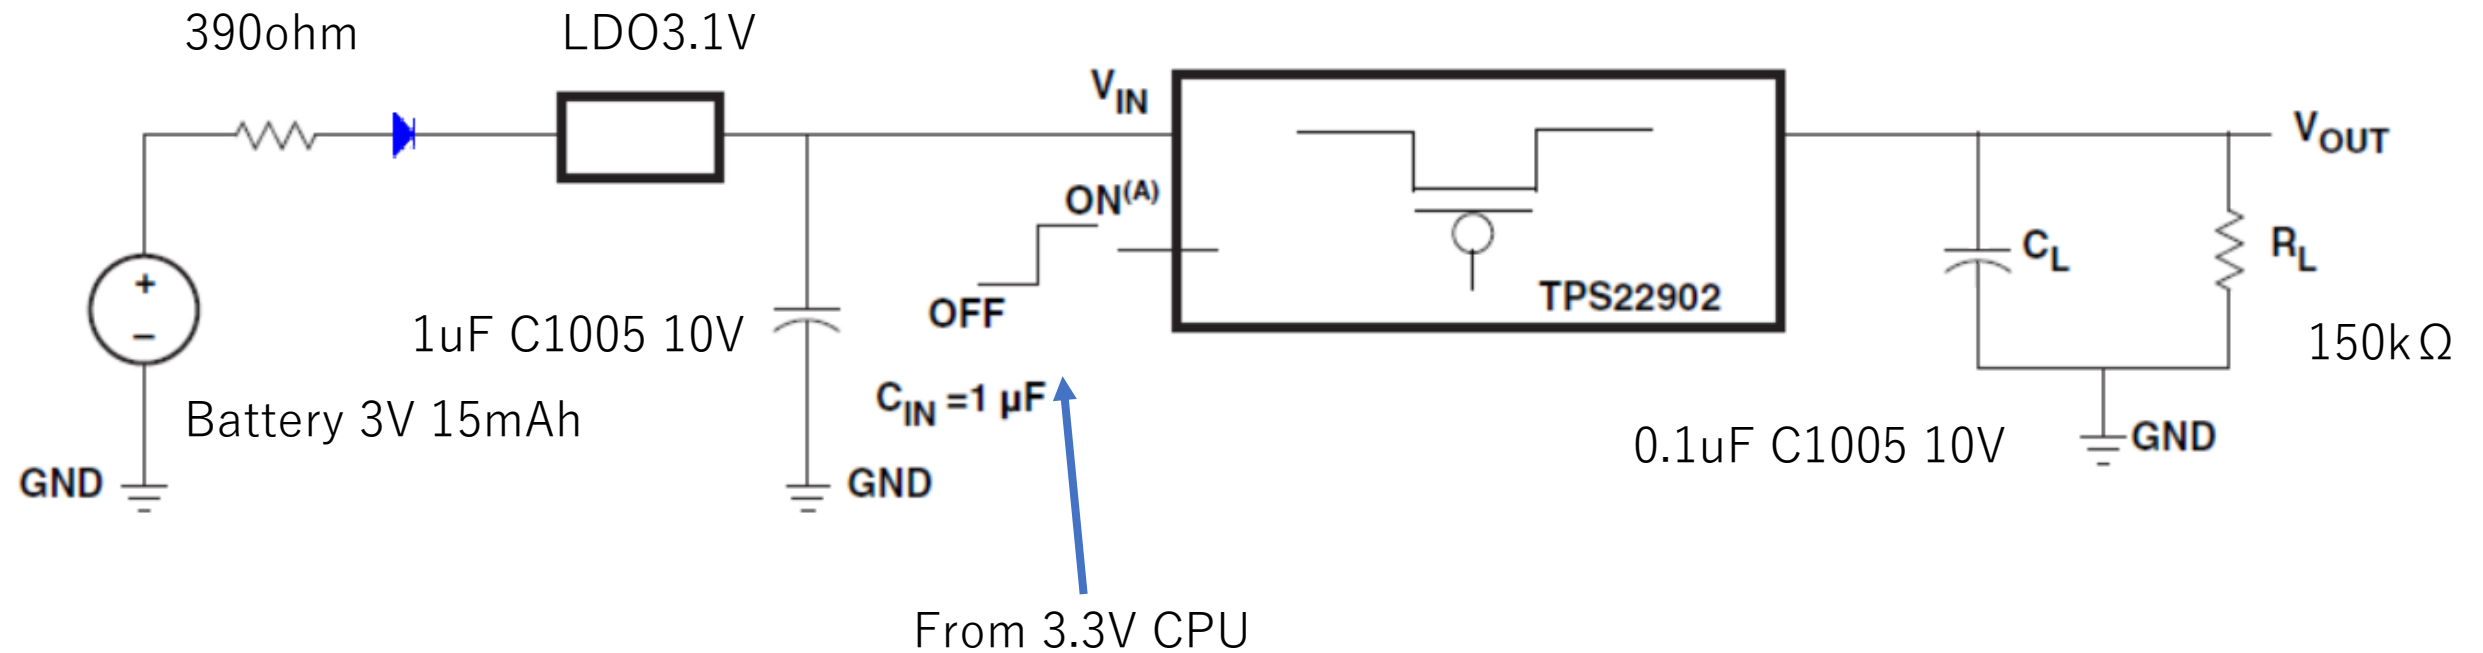 390ohm
LDO3.1V
VIN
ON(A)
OFF
TPS22902
VOUT
CL
RL
150kΩ
+
−
1uF C1005 10V
CIN =1 μF
Battery 3V 15mAh
0.1uF C1005 10V
GND
GND
GND
From 3.3V CPU